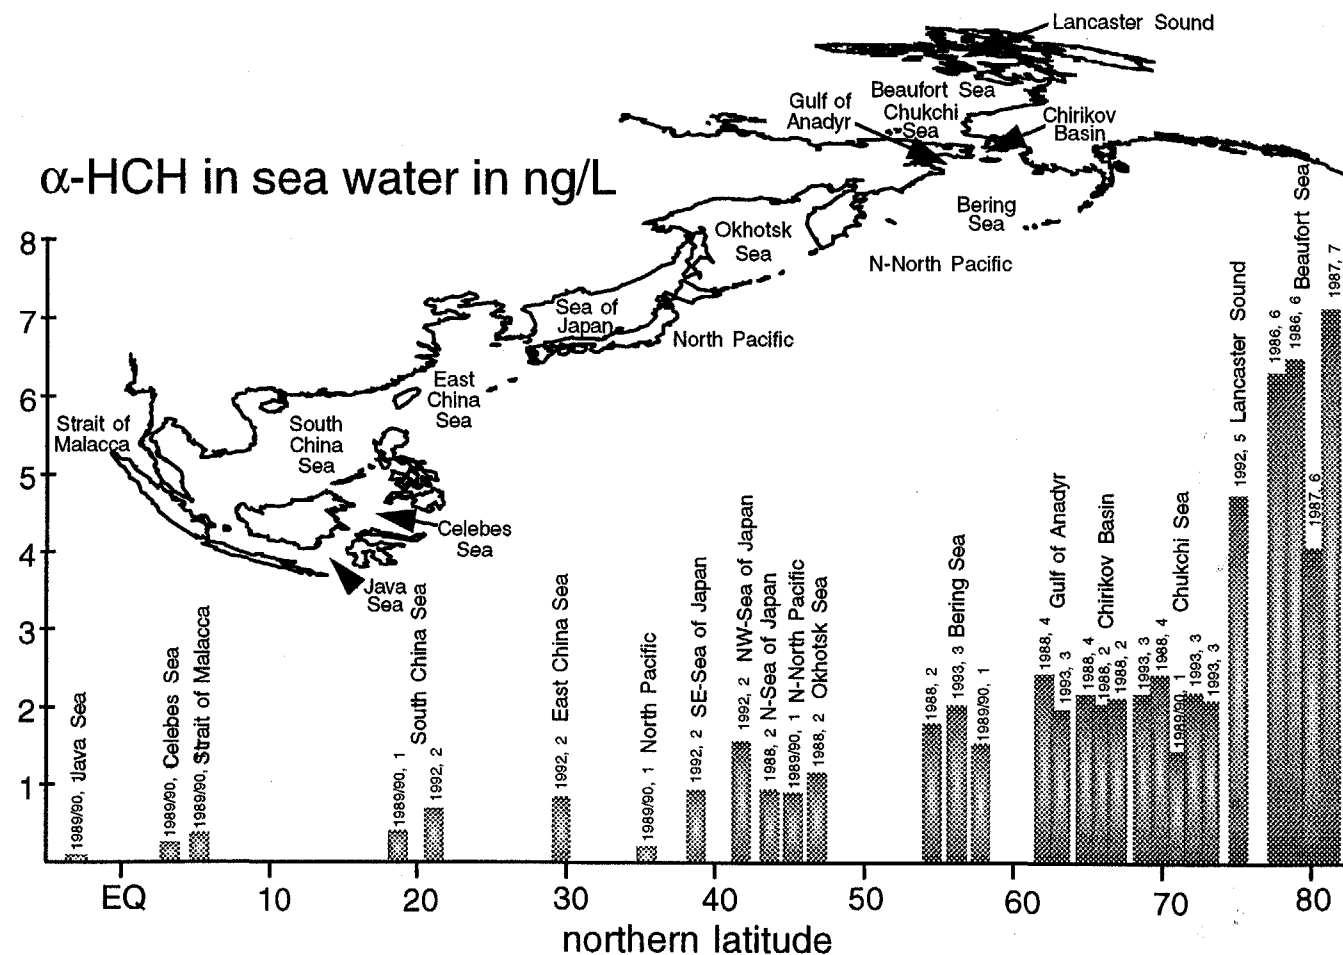 Lancaster Sound
Beaufort Sea
Chukchi
Sea
Gulf of
Anadyr
Chirikov
Basin
α-HCH in sea water in ng/L
Bering
Sea
Okhotsk
Sea
N-North Pacific
Sea of
Japan
North Pacific
East
China
Sea
South
China
Sea
Strait of
Malacca
Celebes
Sea
Java
Sea
8
7
6
5
4
3
2
1
1989/90, 1 Java Sea
1989/90, Celebes Sea
1989/90, Strait of Malacca
1989/90, 1
South China Sea
1992, 2
1992, 2 East China Sea
1989/90, 1 North Pacific
1992, 2 SE-Sea of Japan
1992, 2 NW-Sea of Japan
1988, 2 N-Sea of Japan
1989/90, 1 N-North Pacific
1988, 2 Okhotsk Sea
1988, 2
1993, 3 Bering Sea
1989/90, 1
1988, 4
Gulf of Anadyr
1993, 3
1988, 4
1988, 2
Chirikov Basin
1988, 2
1993, 3
1988, 4
1989/90, 1
Chukchi Sea
1993, 3
1993, 3
1992, 5 Lancaster Sound
1986, 6
1986, 6
Beaufort Sea
1987, 6
1987, 7
EQ 10 20 30 40 50 60 70 80
northern latitude